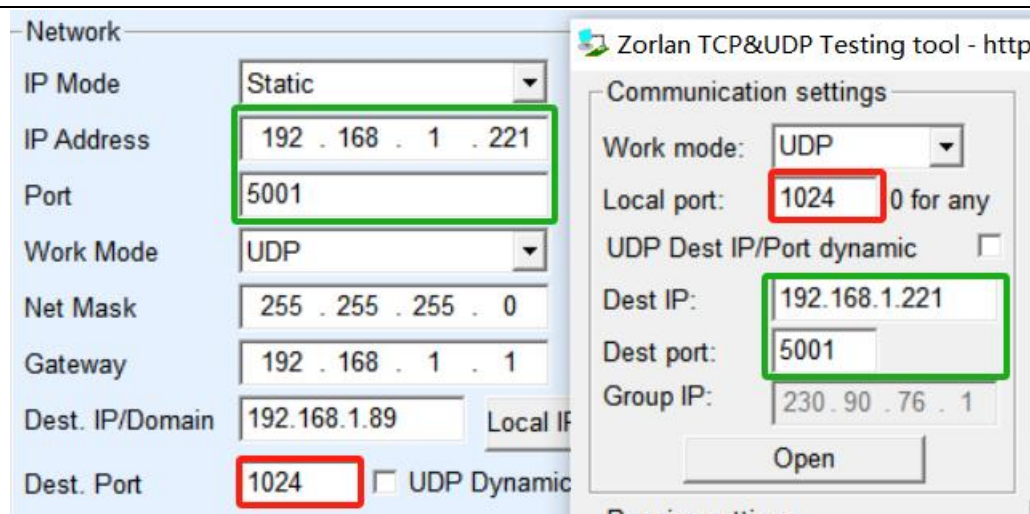 Network
IP Mode Static
IP Address 192 . 168 . 1 . 221
Port 5001
Work Mode UDP
Net Mask 255 . 255 . 255 . 0
Gateway 192 . 168 . 1 . 1
Dest. IP/Domain 192.168.1.89 Local
Dest. Port 1024 UDP Dynamic
Zorlan TCP&UDP Testing tool - http
Communication settings
Work mode: UDP
Local port: 1024 0 for any
UDP Dest IP/Port dynamic
Dest IP: 192.168.1.221
Dest port: 5001
Group IP: 230 . 90 . 76 . 1
Open